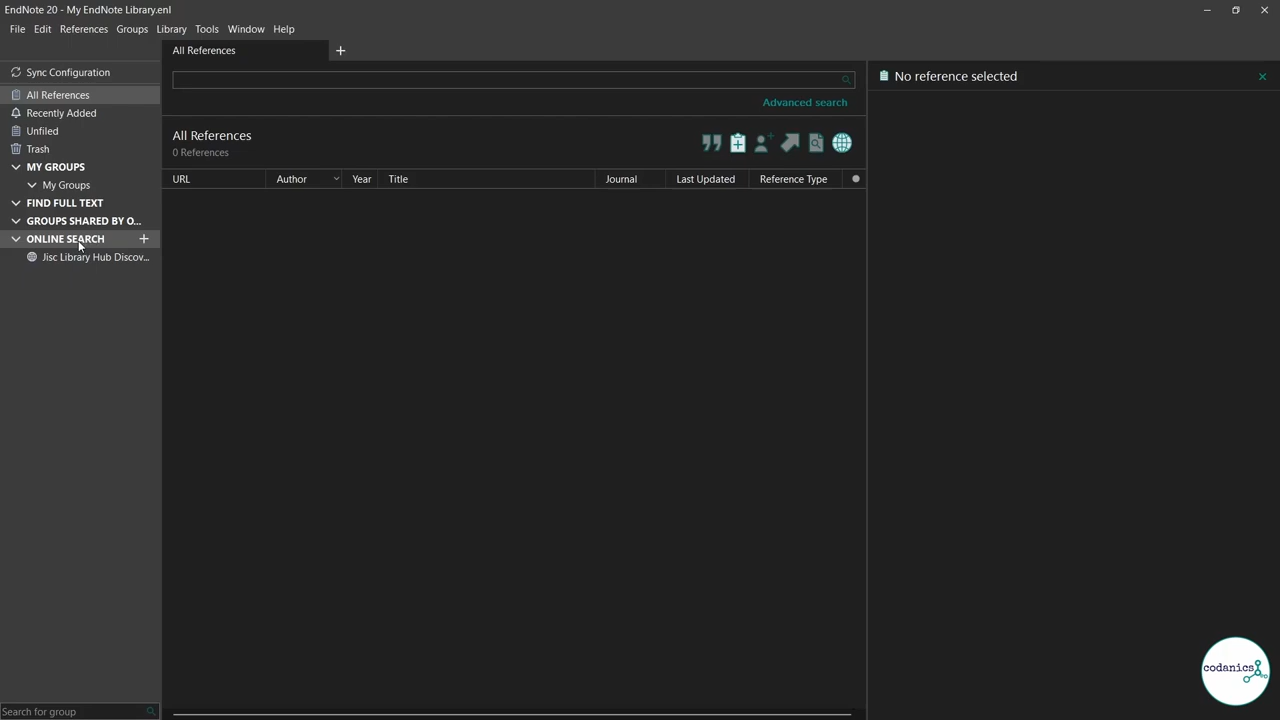 EndNote 20 - My EndNote Library.enl
File Edit References Groups Library Tools Window Help
All References
Sync Configuration
All References
Recently Added
Unfiled
Trash
MY GROUPS
My Groups
FIND FULL TEXT
GROUPS SHARED BY O...
ONLINE SEARCH
Jisc Library Hub Discov...
Search for group
Advanced search
All References
0 References
URL Author Year Title Journal Last Updated Reference Type
No reference selected
codanics